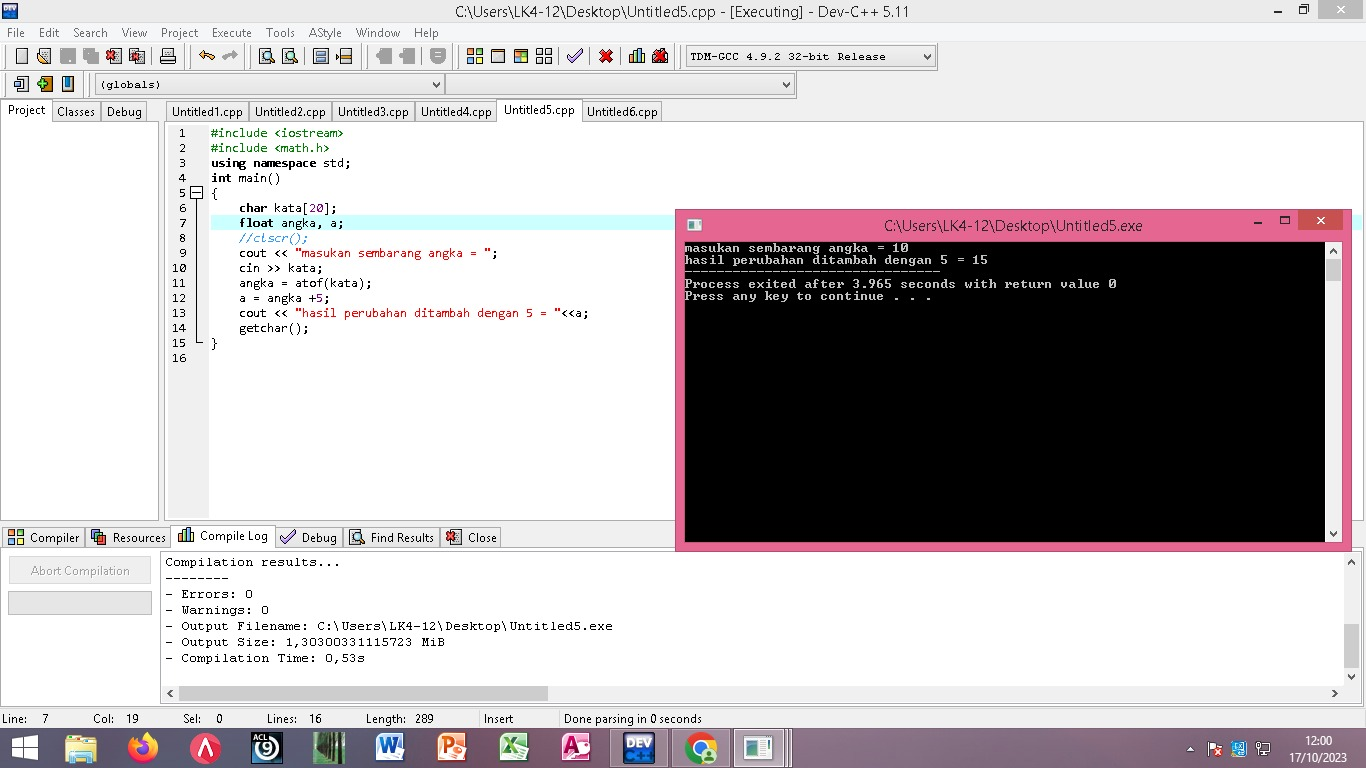 C:\Users\LK4-12\Desktop\Untitled5.cpp - [Executing] - Dev-C++ 5.11
File Edit Search View Project Execute Tools AStyle Window Help
TDM-GCC 4.9.2 32-bit Release
(globals)
Project Classes Debug
Untitled1.cpp Untitled2.cpp Untitled3.cpp Untitled4.cpp Untitled5.cpp Untitled6.cpp
1 #include <iostream>
2 #include <math.h>
3 using namespace std;
4 int main()
5 {
6 char kata[20];
7 float angka, a;
8 //clscr();
9 cout << "masukan sembarang angka = ";
10 cin >> kata;
11 angka = atof(kata);
12 a = angka +5;
13 cout << "hasil perubahan ditambah dengan 5 = "<<a;
14 getchar();
15 }
16
C:\Users\LK4-12\Desktop\Untitled5.exe
masukan sembarang angka = 10
hasil perubahan ditambah dengan 5 = 15
--------------------------------
Process exited after 3.965 seconds with return value 0
Press any key to continue . . .
Compiler Resources Compile Log Debug Find Results Close
Abort Compilation
Compilation results...
--------
- Errors: 0
- Warnings: 0
- Output Filename: C:\Users\LK4-12\Desktop\Untitled5.exe
- Output Size: 1,30300331115723 MiB
- Compilation Time: 0,53s
Line: 7 Col: 19 Sel: 0 Lines: 16 Length: 289 Insert Done parsing in 0 seconds
ACL 9
DEV C++
12:00
17/10/2023